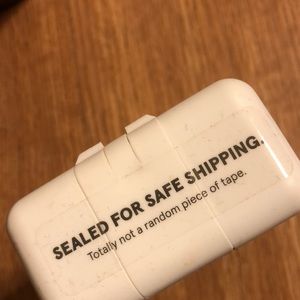 SEALED FOR SAFE SHIPPING.
Totally not a random piece of tape.